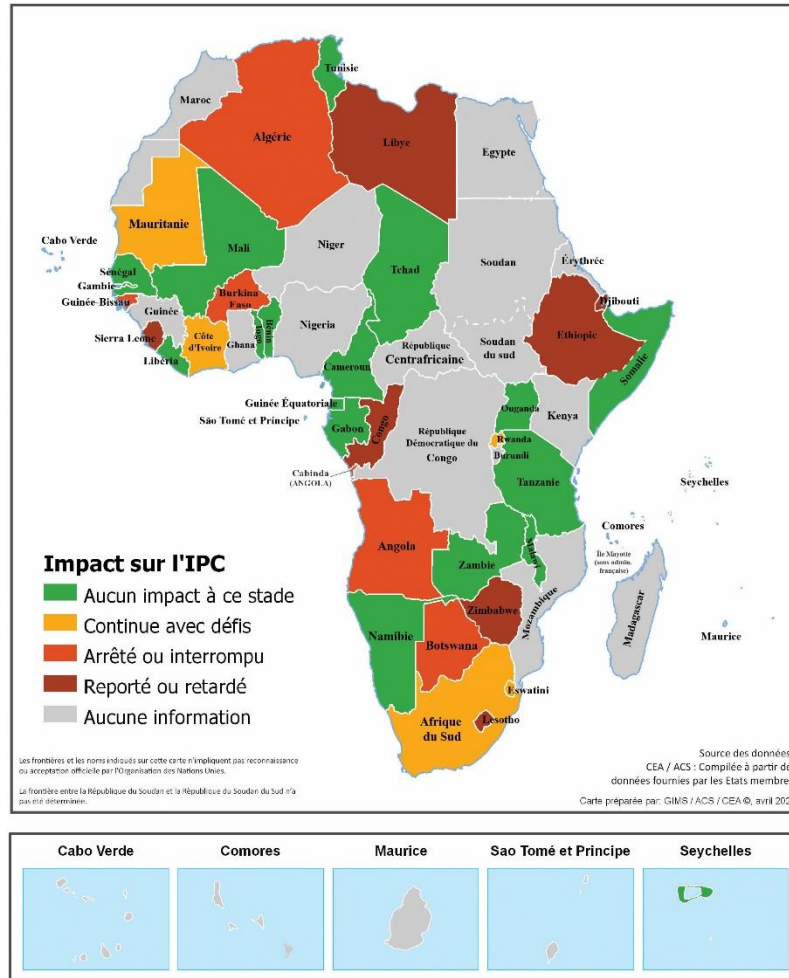 Tunisie
Maroc
Algérie
Libye
Egypte
Mauritanie
Cabo Verde
Mali
Niger
Tchad
Soudan
Érythrée
Sénégal
Gambie
Guinée-Bissau
Guinée
Burkina
Faso
Djibouti
Sierra Leone
Libéria
Côte
d'Ivoire
Ghana
Togo
Bénin
Nigeria
République
Centrafricaine
Soudan
du sud
Ethiopie
Somalie
Cameroun
Guinée Équatoriale
São Tomé et Príncipe
Gabon
Congo
République
Démocratique du
Congo
Ouganda
Kenya
Rwanda
Burundi
Tanzanie
Cabinda
(ANGOLA)
Seychelles
Comores
Île Mayotte
(sous admin.
française)
Angola
Zambie
Malawi
Mozambique
Madagascar
Maurice
Zimbabwe
Namibie
Botswana
Eswatini
Afrique
du Sud
Lesotho
Impact sur l'IPC
Aucun impact à ce stade
Continue avec défis
Arrêté ou interrompu
Reporté ou retardé
Aucune information
Les frontières et les noms indiqués sur cette carte n'impliquent pas reconnaissance
ou acceptation officielle par l'Organisation des Nations Unies.
La frontière entre la République du Soudan et la République du Soudan du Sud n'a
pas été déterminée.
Source des données
CEA / ACS : Compilée à partir de
données fournies par les Etats membre
Carte préparée par: GIMS / ACS / CEA ©, avril 202
Cabo Verde
Comores
Maurice
Sao Tomé et Principe
Seychelles